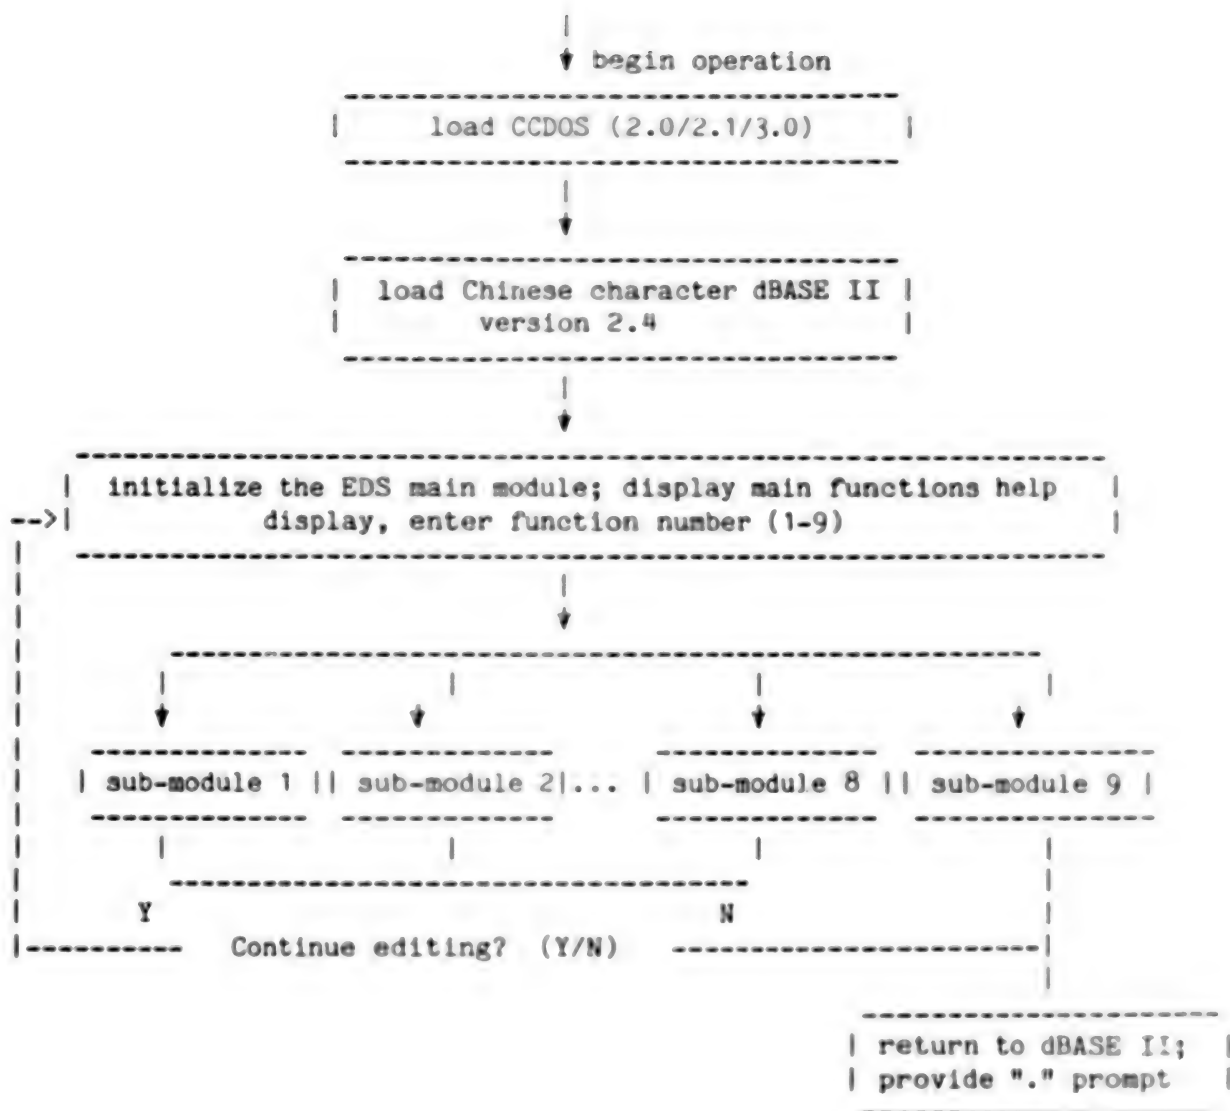 begin operation
load CCDOS (2.0/2.1/3.0)
load Chinese character dBASE II
version 2.4
initialize the EDS main module; display main functions help
display, enter function number (1-9)
sub-module 1 sub-module 2 ... sub-module 8 sub-module 9
Y N
Continue editing? (Y/N)
return to dBASE II;
provide "." prompt